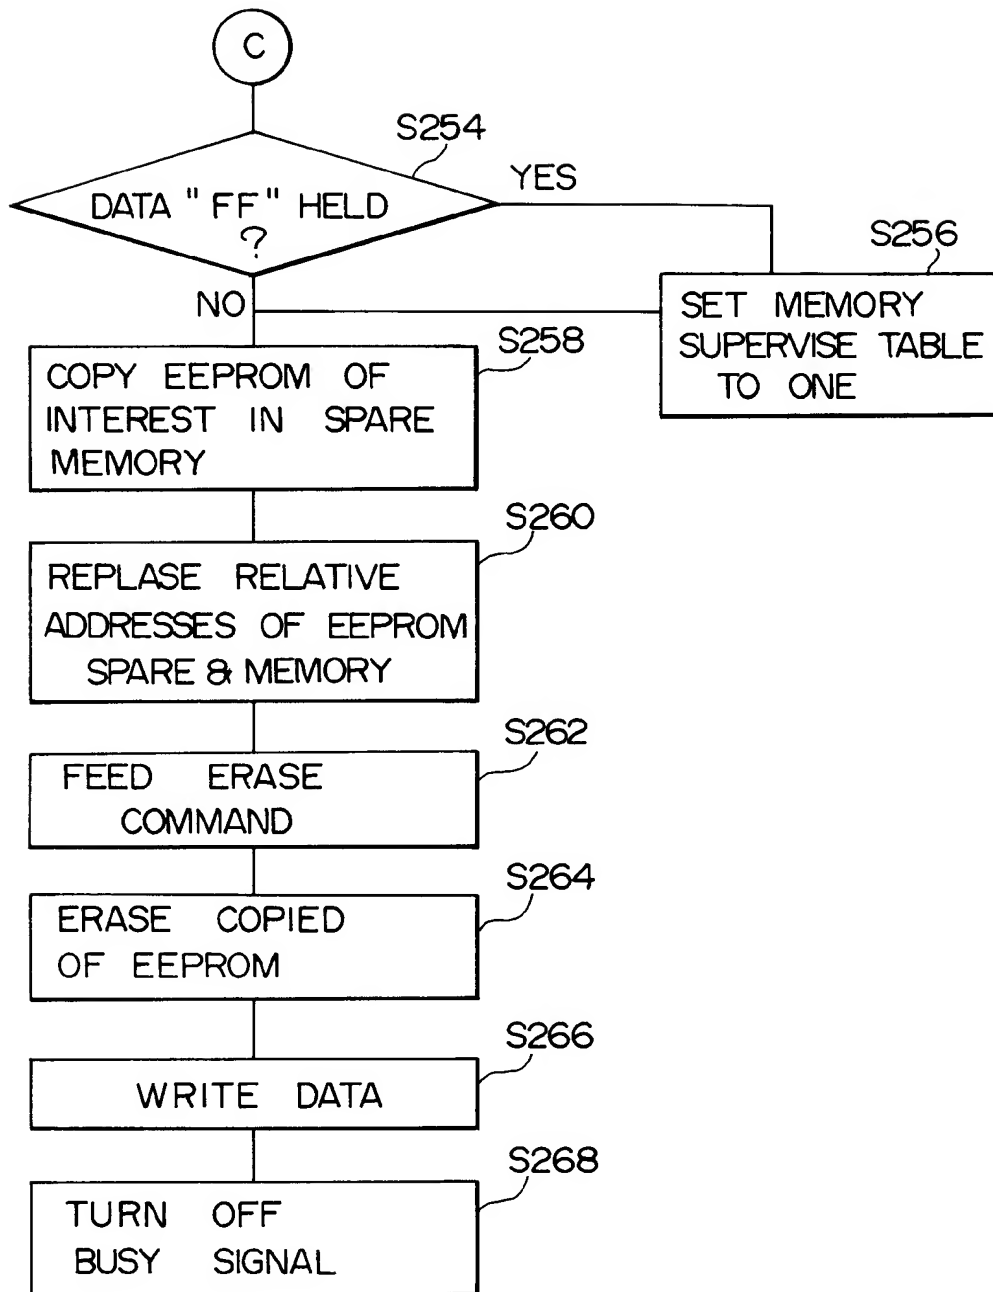 C
S254
DATA "FF" HELD
?
YES
NO
S256
SET MEMORY
SUPERVISE TABLE
TO ONE
S258
COPY EEPROM OF
INTEREST IN SPARE
MEMORY
S260
REPLASE RELATIVE
ADDRESSES OF EEPROM
SPARE & MEMORY
S262
FEED ERASE
COMMAND
S264
ERASE COPIED
OF EEPROM
S266
WRITE DATA
S268
TURN OFF
BUSY SIGNAL